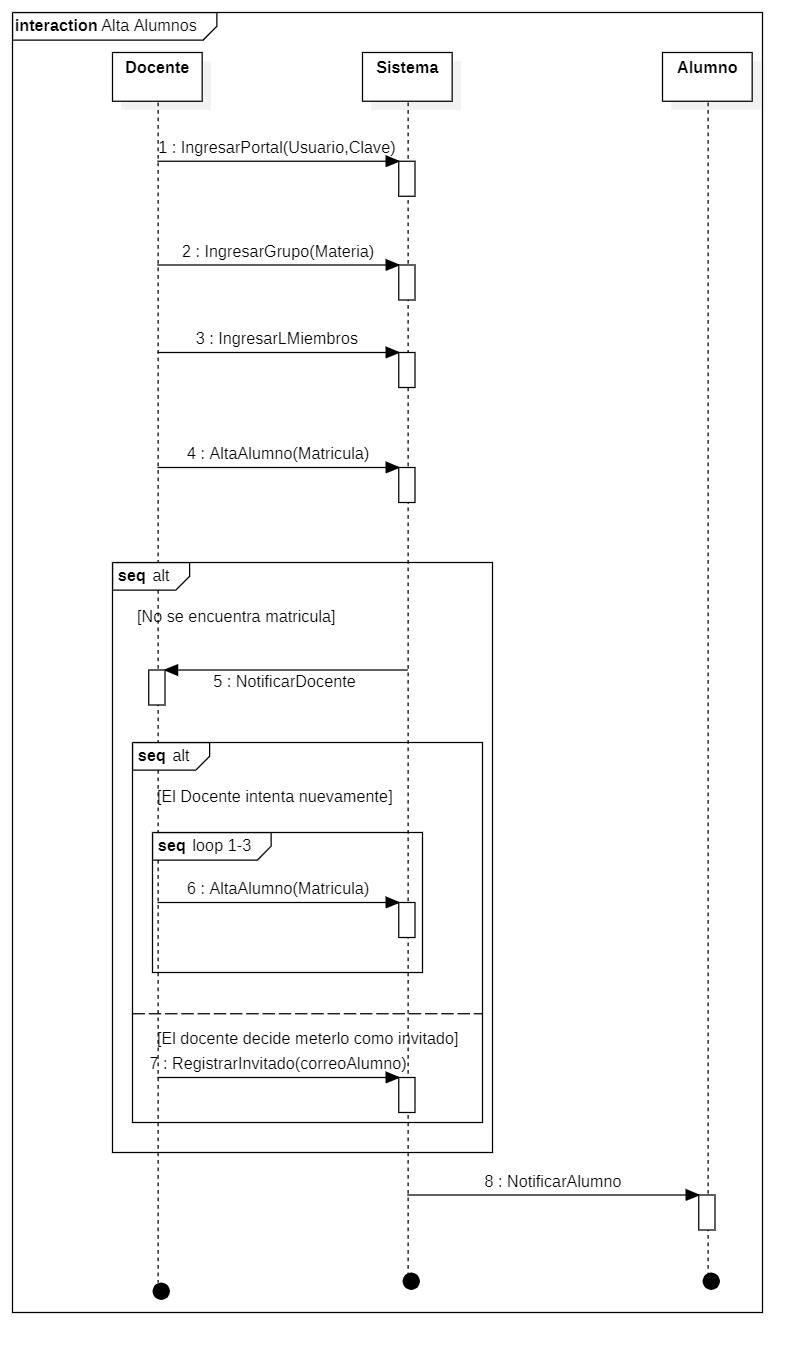 interaction Alta Alumnos
Docente
Sistema
Alumno
1 : IngresarPortal(Usuario,Clave)
2 : IngresarGrupo(Materia)
3 : IngresarLMiembros
4 : AltaAlumno(Matricula)
seq alt
[No se encuentra matricula]
5 : NotificarDocente
seq alt
[El Docente intenta nuevamente]
seq loop 1-3
6 : AltaAlumno(Matricula)
[El docente decide meterlo como invitado]
7 : RegistrarInvitado(correoAlumno)
8 : NotificarAlumno